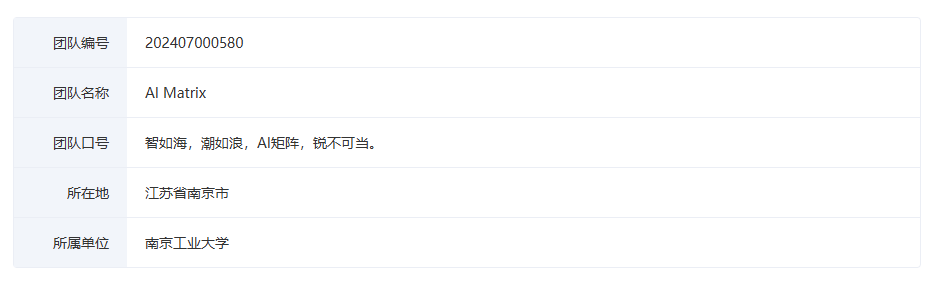 团队编号 202407000580
团队名称 AI Matrix
团队口号 智如海，潮如浪，AI矩阵，锐不可当。
所在地 江苏省南京市
所属单位 南京工业大学